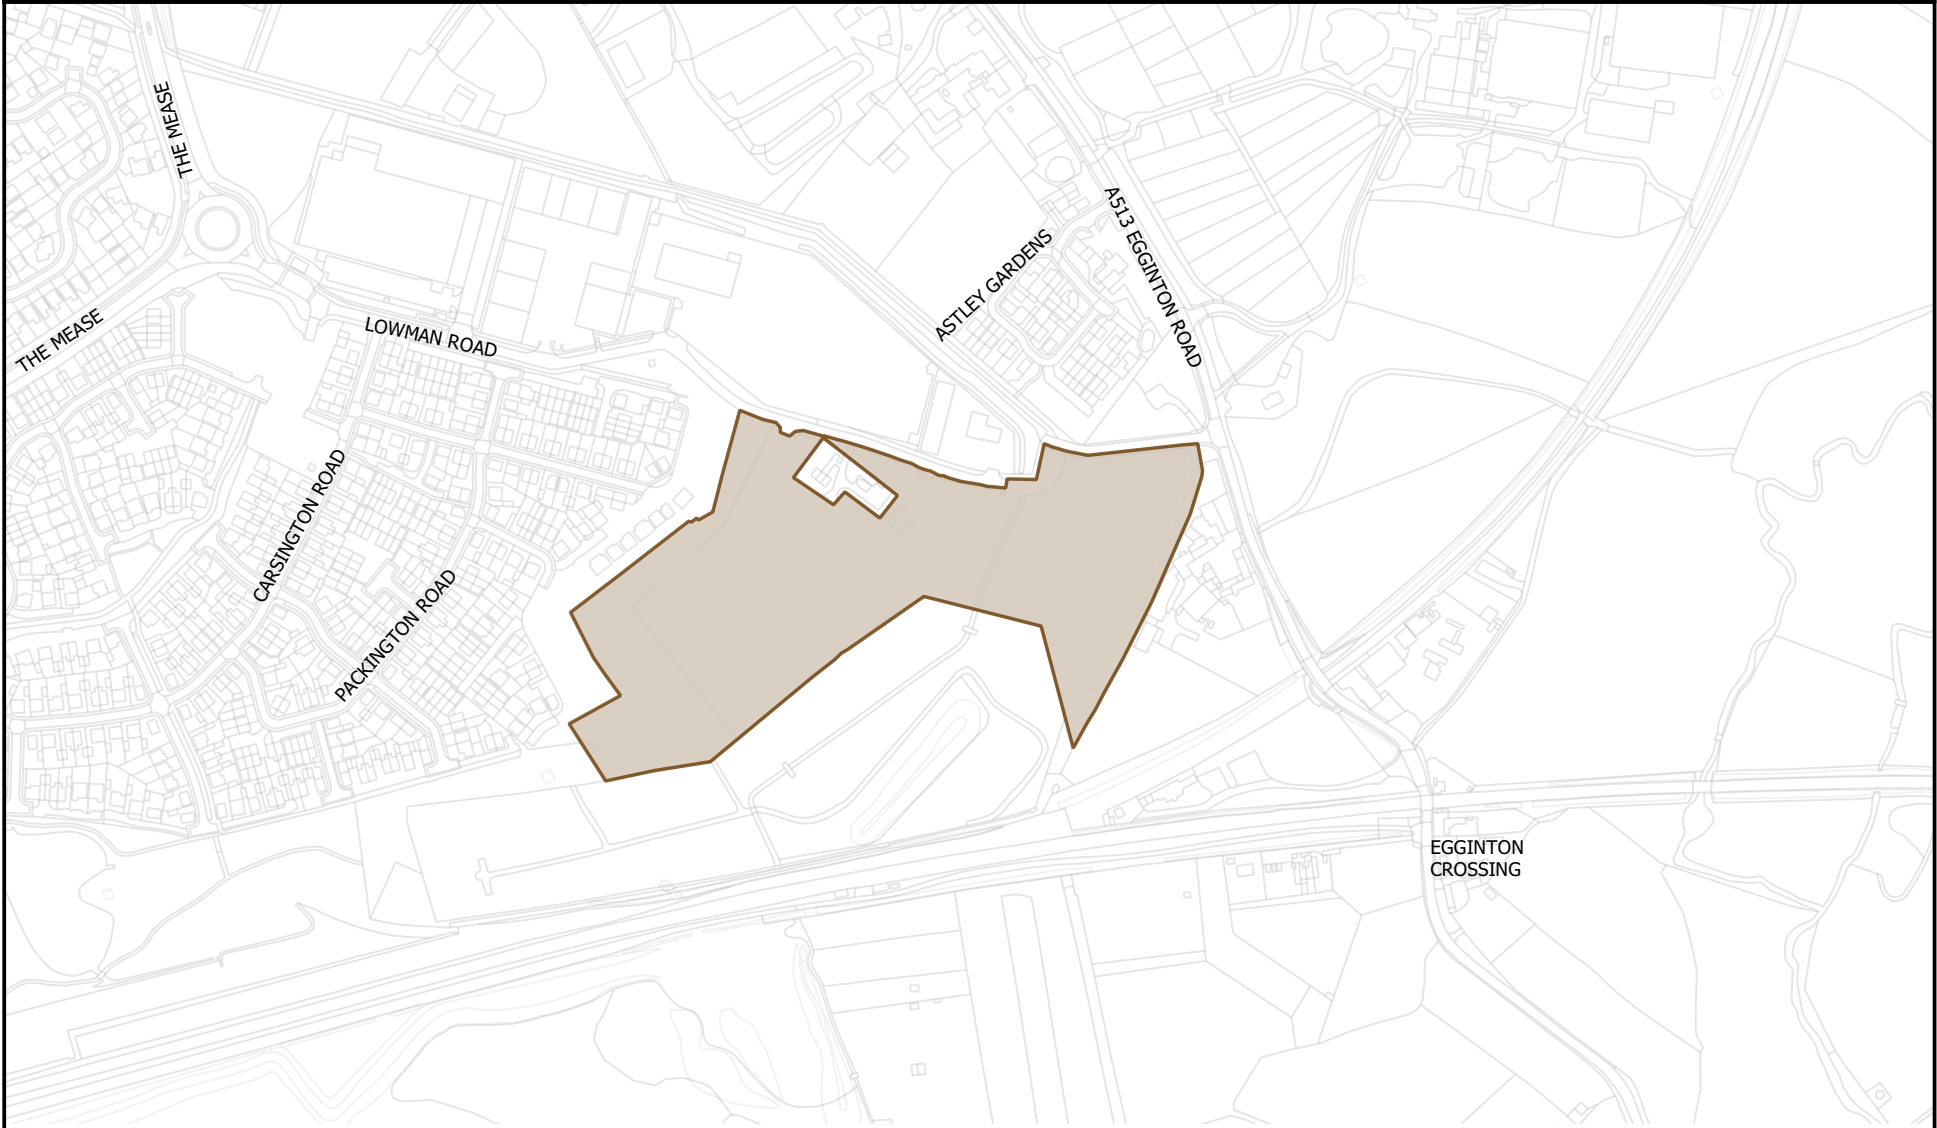 THE MEASE
A513 EGGINTON ROAD
ASTLEY GARDENS
THE MEASE
LOWMAN ROAD
CARSINGTON ROAD
PACKINGTON ROAD
EGGINTON
CROSSING